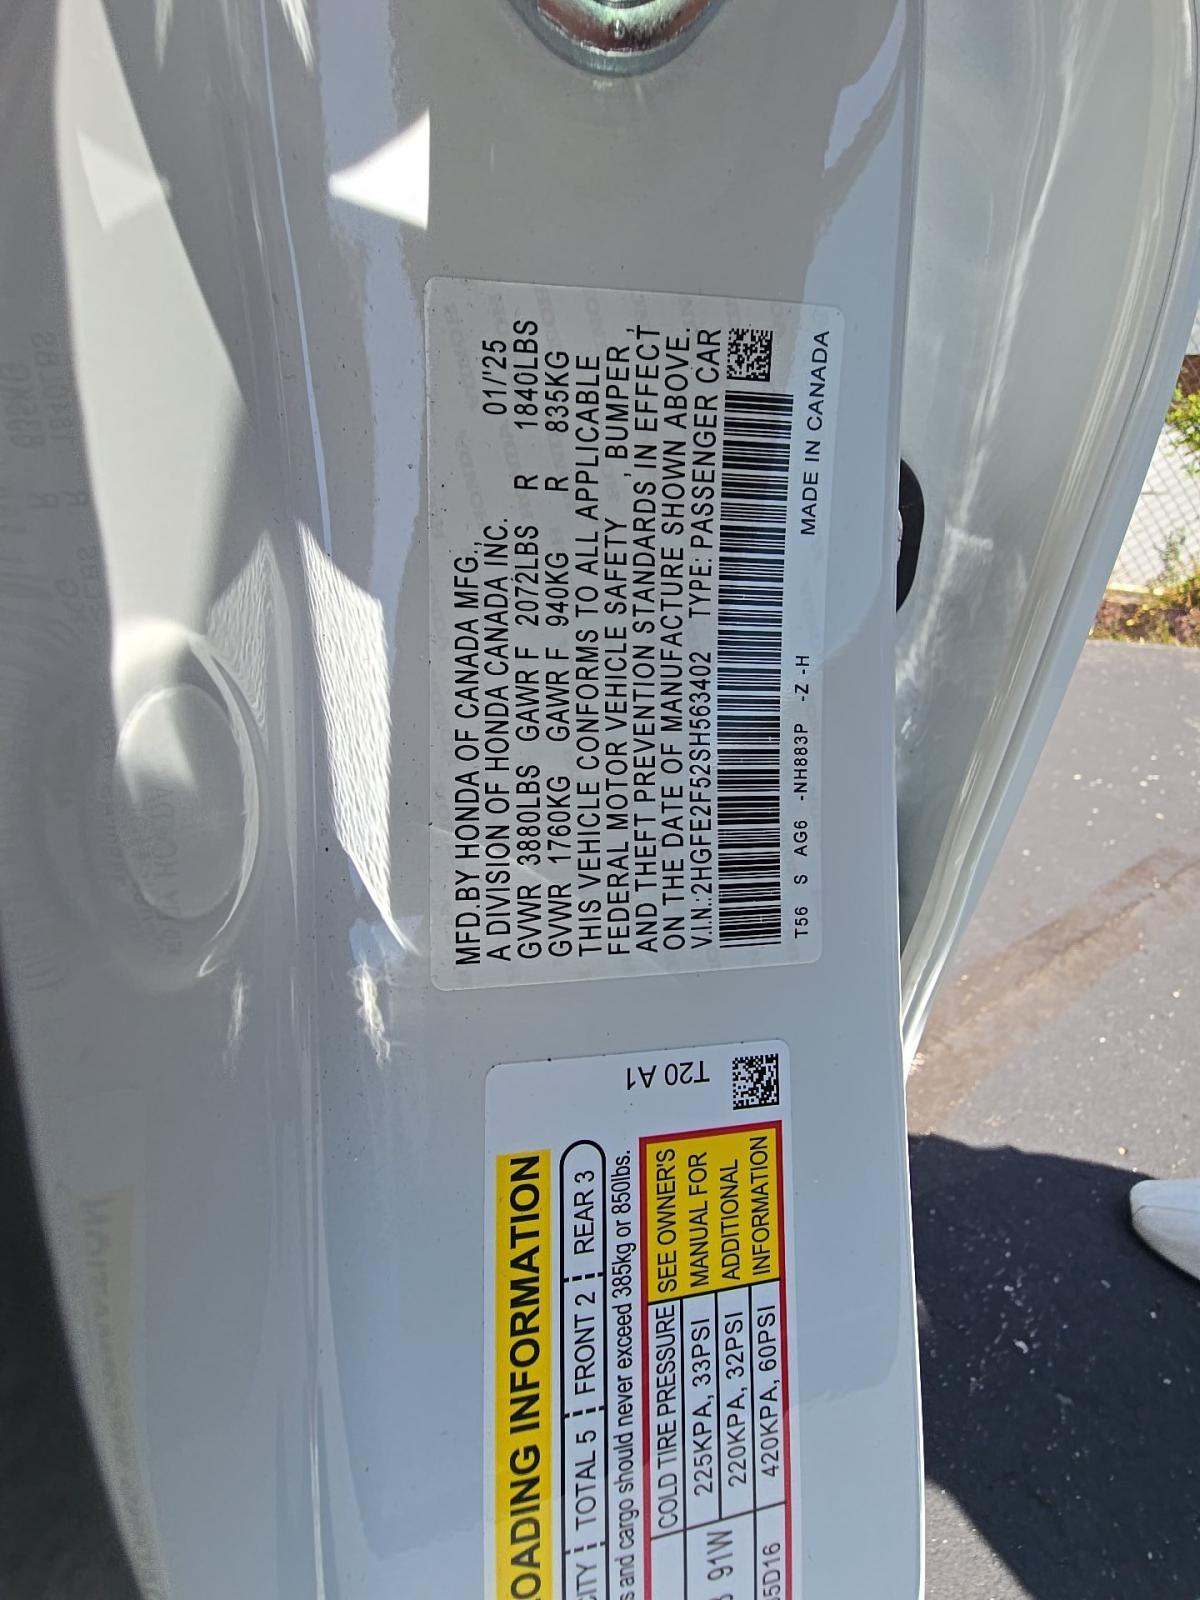 MFD.BY HONDA OF CANADA MFG.,
A DIVISION OF HONDA CANADA INC. 01/'25
GVWR 3880LBS GAWR F 2072LBS R 1840LBS
GVWR 1760KG GAWR F 940KG R 835KG
THIS VEHICLE CONFORMS TO ALL APPLICABLE
FEDERAL MOTOR VEHICLE SAFETY, BUMPER,
AND THEFT PREVENTION STANDARDS IN EFFECT
ON THE DATE OF MANUFACTURE SHOWN ABOVE.
V.I.N.:2HGFE2F52SH563402 TYPE: PASSENGER CAR
T56 S AG6 -NH883P -Z -H MADE IN CANADA
T20 A1
OADING INFORMATION
CITY TOTAL 5 FRONT 2 REAR 3
s and cargo should never exceed 385kg or 850lbs.
COLD TIRE PRESSURE
225KPA, 33PSI
91W 220KPA, 32PSI
5D16 420KPA, 60PSI
SEE OWNER'S
MANUAL FOR
ADDITIONAL
INFORMATION